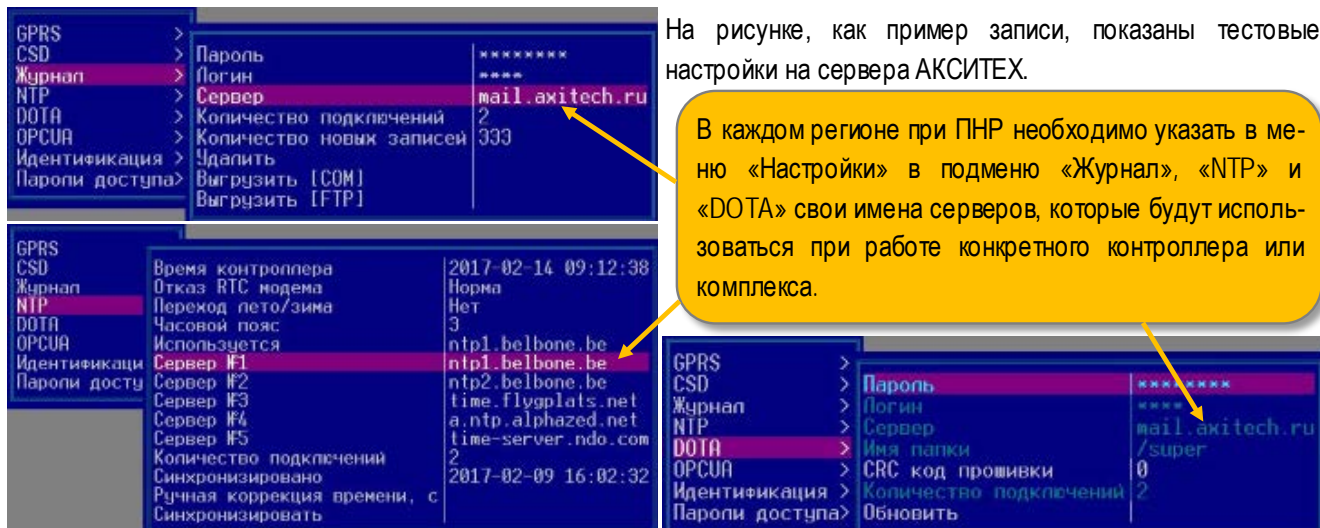 GPRS >
CSD >
Журнал >
NTP >
DOTA >
OPCUA >
Идентификация >
Пароли доступа>
Пароль ********
Логин ****
Сервер mail.axitech.ru
Количество подключений 2
Количество новых записей 333
Удалить
Выгрузить [COM]
Выгрузить [FTP]
На рисунке, как пример записи, показаны тестовые
настройки на сервера АКСИТЕХ.
В каждом регионе при ПНР необходимо указать в ме-
ню «Настройки» в подменю «Журнал», «NTP» и
«DOTA» свои имена серверов, которые будут исполь-
зоваться при работе конкретного контроллера или
комплекса.
GPRS
CSD
Журнал
NTP
DOTA
OPCUA
Идентификаци
Пароли досту
Время контроллера 2017-02-14 09:12:38
Отказ RTC модема Норма
Переход лето/зима Нет
Часовой пояс 3
Используется ntp1.belbone.be
Сервер №1 ntp1.belbone.be
Сервер №2 ntp2.belbone.be
Сервер №3 time.flygplats.net
Сервер №4 a.ntp.alphazed.net
Сервер №5 time-server.ndo.com
Количество подключений 2
Синхронизировано 2017-02-09 16:02:32
Ручная коррекция времени, с
Синхронизировать
GPRS >
CSD >
Журнал >
NTP >
DOTA >
OPCUA >
Идентификация >
Пароли доступа>
Пароль ********
Логин ****
Сервер mail.axitech.ru
Имя папки /super
CRC код прошивки 0
Количество подключений 2
Обновить